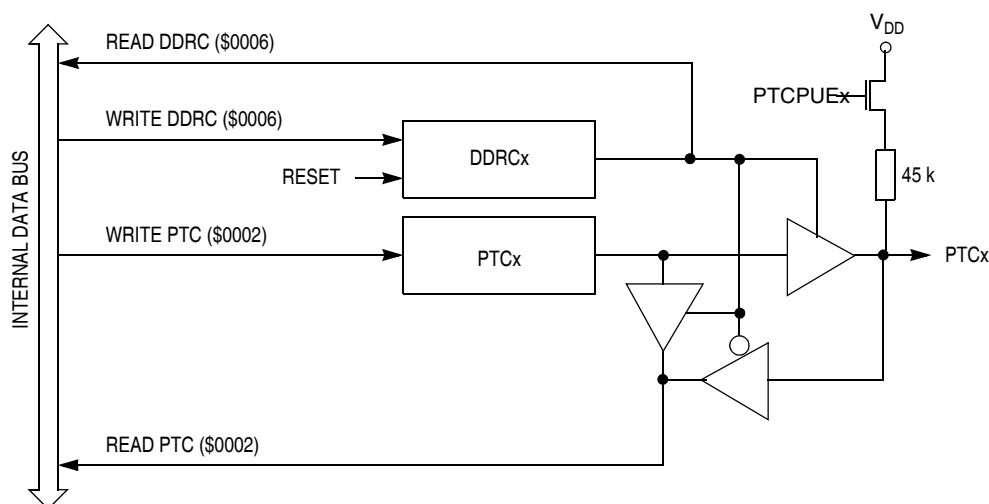 READ DDRC ($0006)
VDD
WRITE DDRC ($0006)
PTCPUEx
DDRCx
RESET
45 k
INTERNAL DATA BUS
WRITE PTC ($0002)
PTCx
PTCx
READ PTC ($0002)